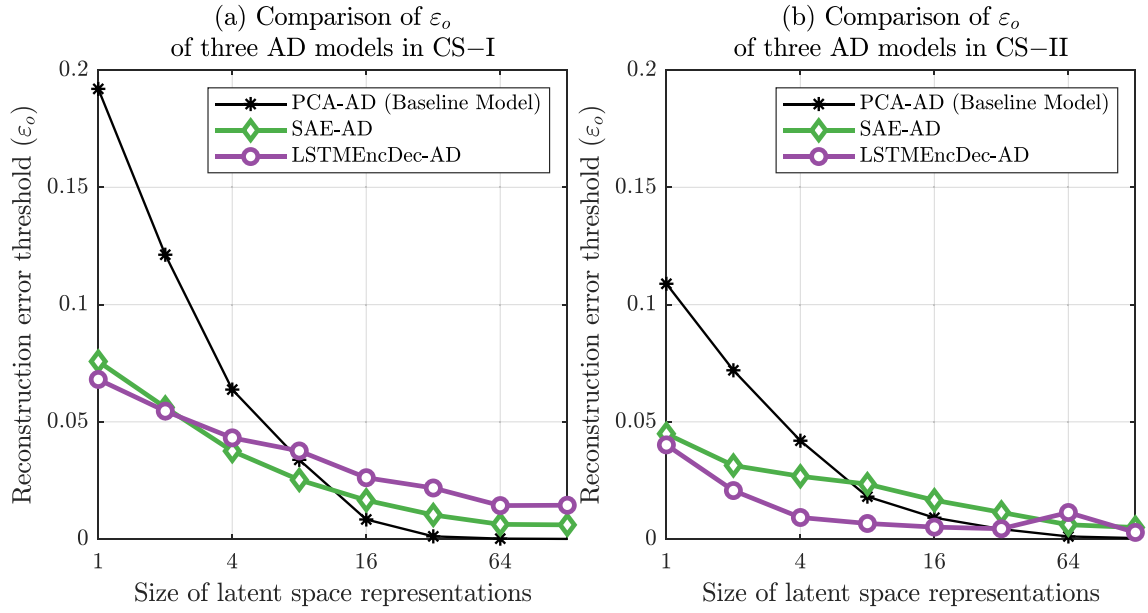 (a) Comparison of εₒ
of three AD models in CS−I
Reconstruction error threshold (εₒ)
0.2
0.15
0.1
0.05
0
PCA-AD (Baseline Model)
SAE-AD
LSTMEncDec-AD
1 4 16 64
Size of latent space representations
(b) Comparison of εₒ
of three AD models in CS−II
Reconstruction error threshold (εₒ)
0.2
0.15
0.1
0.05
0
PCA-AD (Baseline Model)
SAE-AD
LSTMEncDec-AD
1 4 16 64
Size of latent space representations